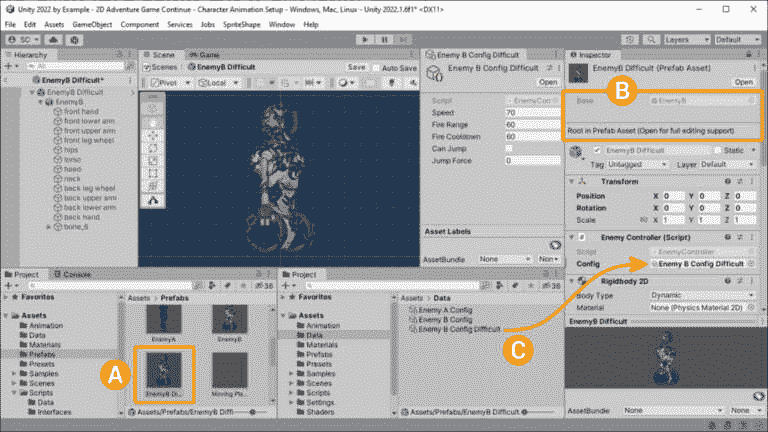 Unity 2022 by Example - 2D Adventure Game Continue - Character Animation Setup - Windows, Mac, Linux - Unity 2022.1.6f1* <DX11>
File Edit Assets GameObject Component Services Jobs SpriteShape Window Help
SC
Layers
Default
Hierarchy
All
EnemyB Difficult*
EnemyB Difficult
EnemyB
front hand
front lower arm
front upper arm
front leg wheel
hips
torso
head
neck
back leg wheel
back upper arm
back lower arm
back hand
bone_6
Scene
Game
Scenes
EnemyB Difficult
Save
Auto Save
Pivot
Local
2D
Enemy B Config Difficult
Enemy B Config Difficult
Open
Script
EnemyCon
Speed 70
Fire Range 60
Fire Cooldown 60
Can Jump
Jump Force 0
Asset Labels
AssetBundle None Non
Inspector
EnemyB Difficult (Prefab Asset)
Open
B
Base EnemyB
Root in Prefab Asset (Open for full editing support)
EnemyB Difficult
Static
Tag Untagged Layer Default
Transform
Position X 0 Y 0 Z 0
Rotation X 0 Y 0 Z 0
Scale X 1 Y 1 Z 1
Enemy Controller (Script)
Script EnemyController
Config Enemy B Config Difficult
Rigidbody 2D
Body Type Dynamic
Material None (Physics Material 2D)
EnemyB Difficult
AssetBundle None None
Project
Console
36
Favorites
Assets
Animation
Data
Materials
Prefabs
Presets
Samples
Scenes
Scripts
Data
Interfaces
Assets > Prefabs
EnemyA
EnemyB
A
EnemyB Di...
Moving Pla...
Assets/Prefabs/EnemyB Diffi
Project
36
Favorites
Assets
Animation
Data
Materials
Prefabs
Presets
Samples
Scenes
Scripts
Settings
Shaders
Assets > Data
Enemy A Config
Enemy B Config
Enemy B Config Difficult
C
Assets/Prefabs/EnemyB Difficult